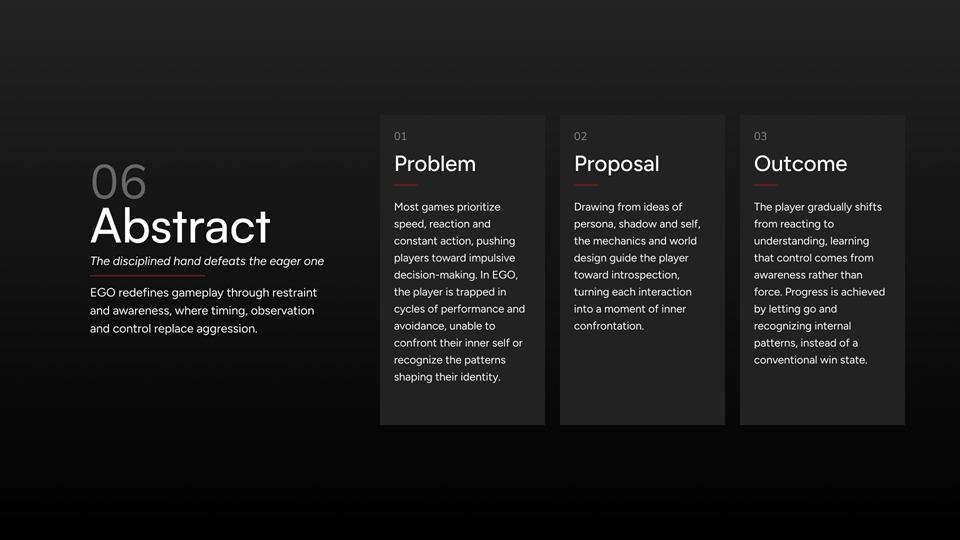 06
Abstract
The disciplined hand defeats the eager one
EGO redefines gameplay through restraint
and awareness, where timing, observation
and control replace aggression.
01
Problem
Most games prioritize
speed, reaction and
constant action, pushing
players toward impulsive
decision-making. In EGO,
the player is trapped in
cycles of performance and
avoidance, unable to
confront their inner self or
recognize the patterns
shaping their identity.
02
Proposal
Drawing from ideas of
persona, shadow and self,
the mechanics and world
design guide the player
toward introspection,
turning each interaction
into a moment of inner
confrontation.
03
Outcome
The player gradually shifts
from reacting to
understanding, learning
that control comes from
awareness rather than
force. Progress is achieved
by letting go and
recognizing internal
patterns, instead of a
conventional win state.